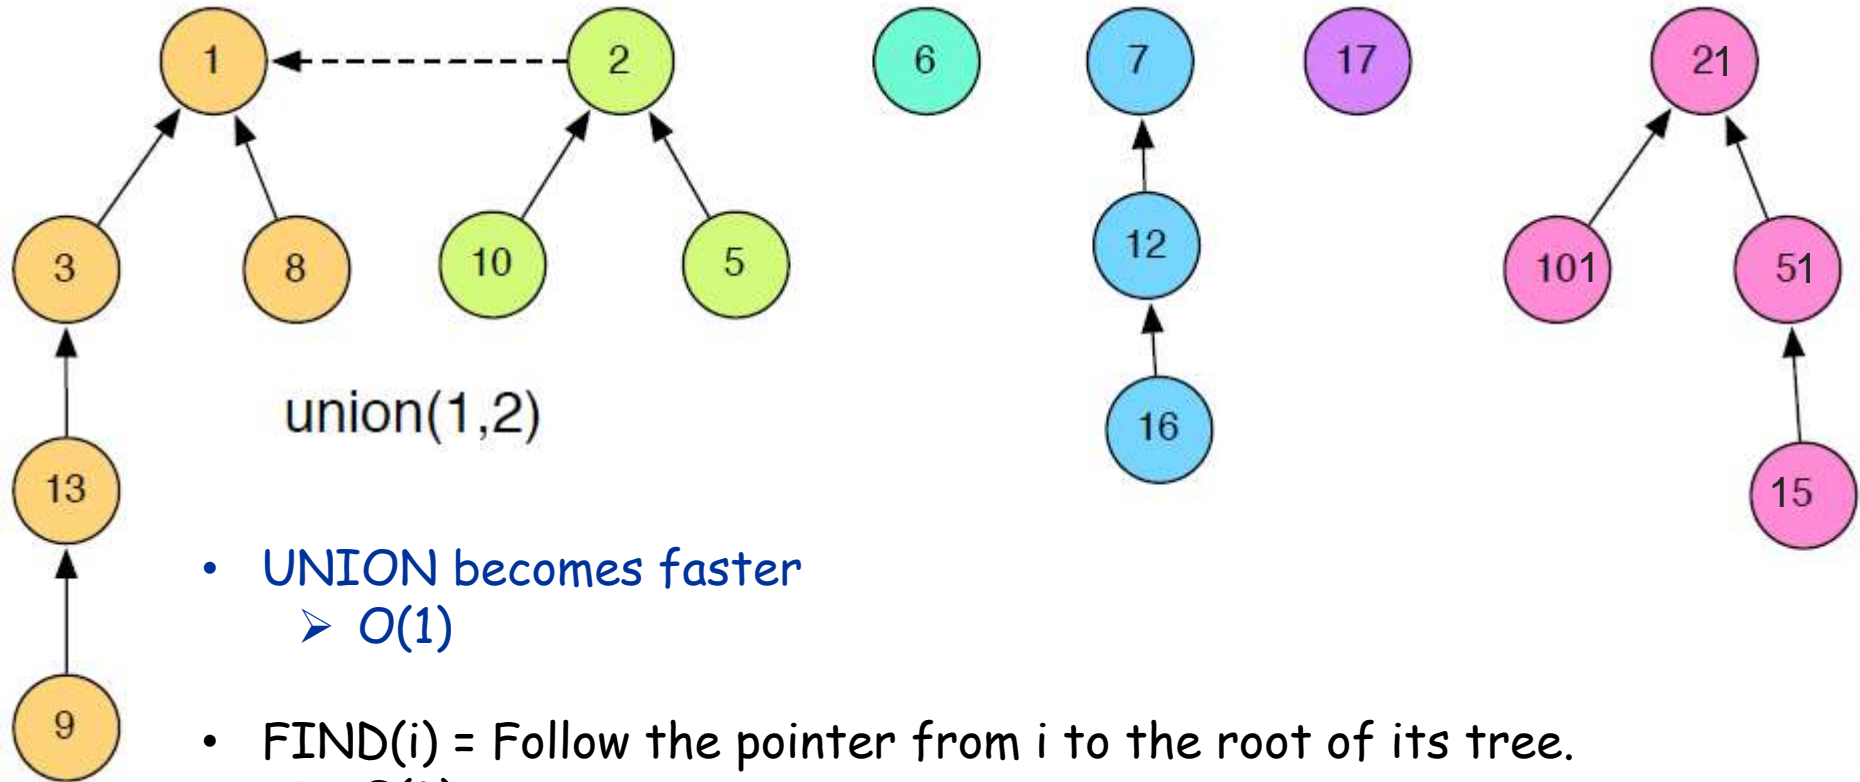 1 2 6 7 17 21
3 8 10 5 12 101 51
union(1,2)
16
13 15
• UNION becomes faster
➢ O(1)
9
• FIND(i) = Follow the pointer from i to the root of its tree.